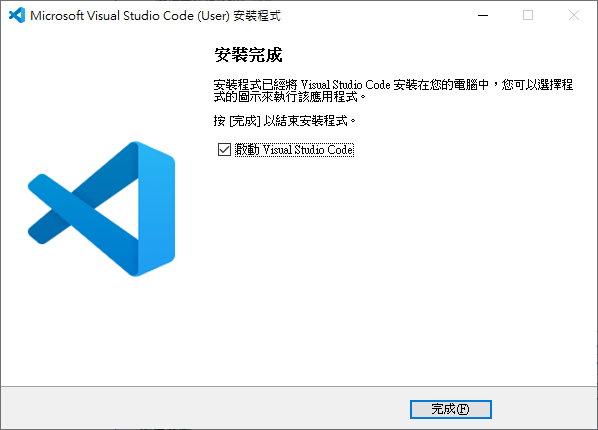 Microsoft Visual Studio Code (User) 安裝程式
安裝完成
安裝程式已經將 Visual Studio Code 安裝在您的電腦中，您可以選擇程
式的圖示來執行該應用程式。
按 [完成] 以結束安裝程式。
啟動 Visual Studio Code
完成(F)